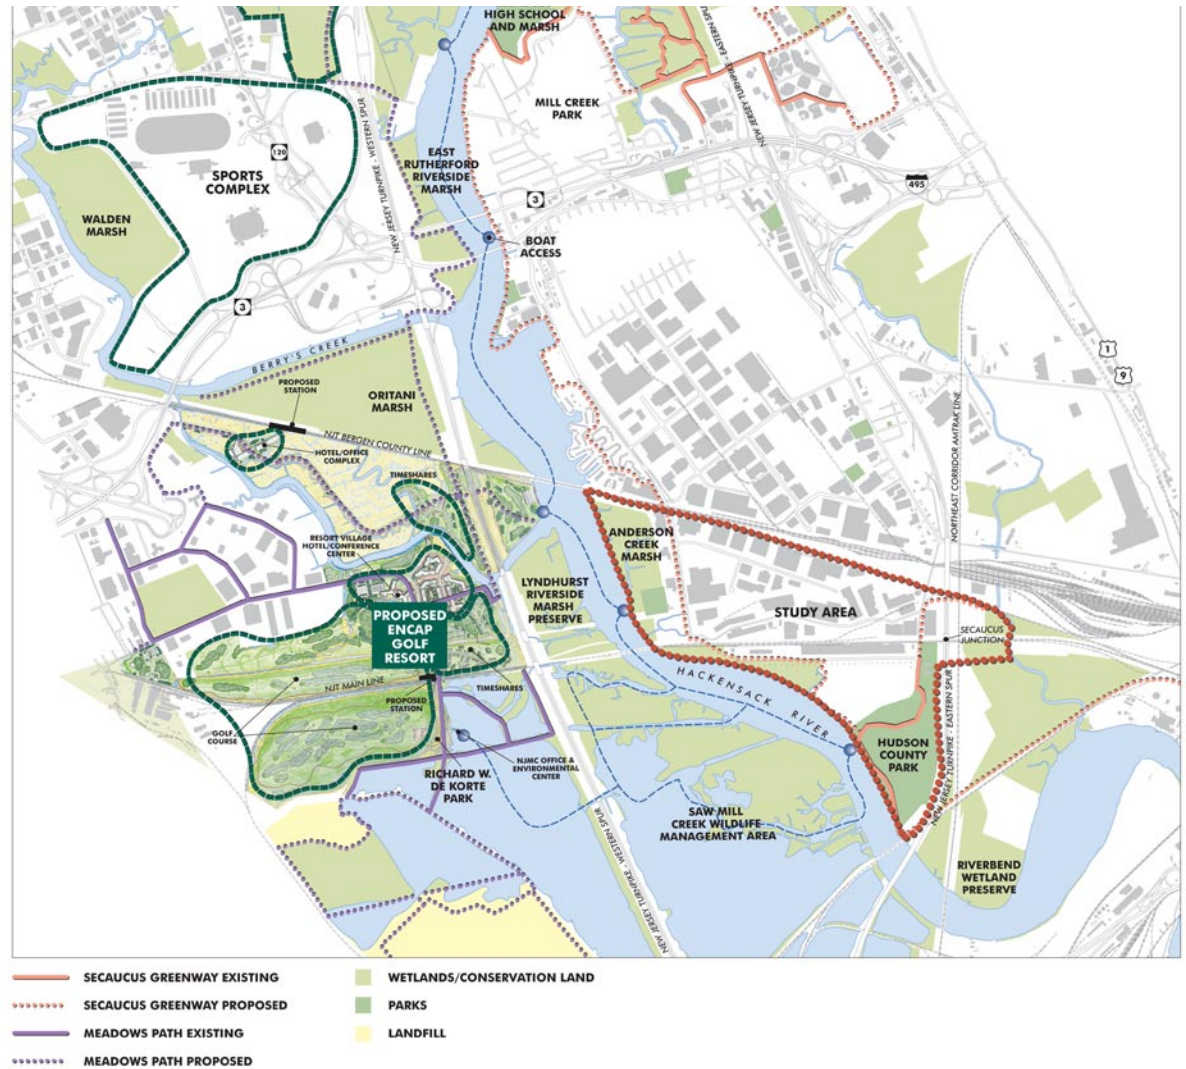 HIGH SCHOOL
AND MARSH
NEW JERSEY TURNPIKE - EASTERN SPUR
MILL CREEK
PARK
NEW JERSEY TURNPIKE - WESTERN SPUR
120
SPORTS
COMPLEX
EAST
RUTHERFORD
RIVERSIDE
MARSH
495
3
WALDEN
MARSH
BOAT
ACCESS
3
1
9
BERRY'S CREEK
PROPOSED
STATION
ORITANI
MARSH
NORTHEAST CORRIDOR AMTRAK LINE
NJT BERGEN COUNTY LINE
HOTEL/OFFICE
COMPLEX
TIMESHARES
RESORT VILLAGE
HOTEL/CONFERENCE
CENTER
ANDERSON
CREEK
MARSH
LYNDHURST
RIVERSIDE
MARSH
PRESERVE
STUDY AREA
PROPOSED
ENCAP
GOLF
RESORT
SECAUCUS
JUNCTION
NJT MAIN LINE
TIMESHARES
PROPOSED
STATION
HACKENSACK RIVER
GOLF
COURSE
NEW JERSEY TURNPIKE - EASTERN SPUR
HUDSON
COUNTY
PARK
NJMC OFFICE &
ENVIRONMENTAL
CENTER
RICHARD W.
DE KORTE
PARK
SAW MILL
CREEK WILDLIFE
MANAGEMENT AREA
NEW JERSEY TURNPIKE - WESTERN SPUR
RIVERBEND
WETLAND
PRESERVE
SECAUCUS GREENWAY EXISTING
SECAUCUS GREENWAY PROPOSED
MEADOWS PATH EXISTING
MEADOWS PATH PROPOSED
WETLANDS/CONSERVATION LAND
PARKS
LANDFILL